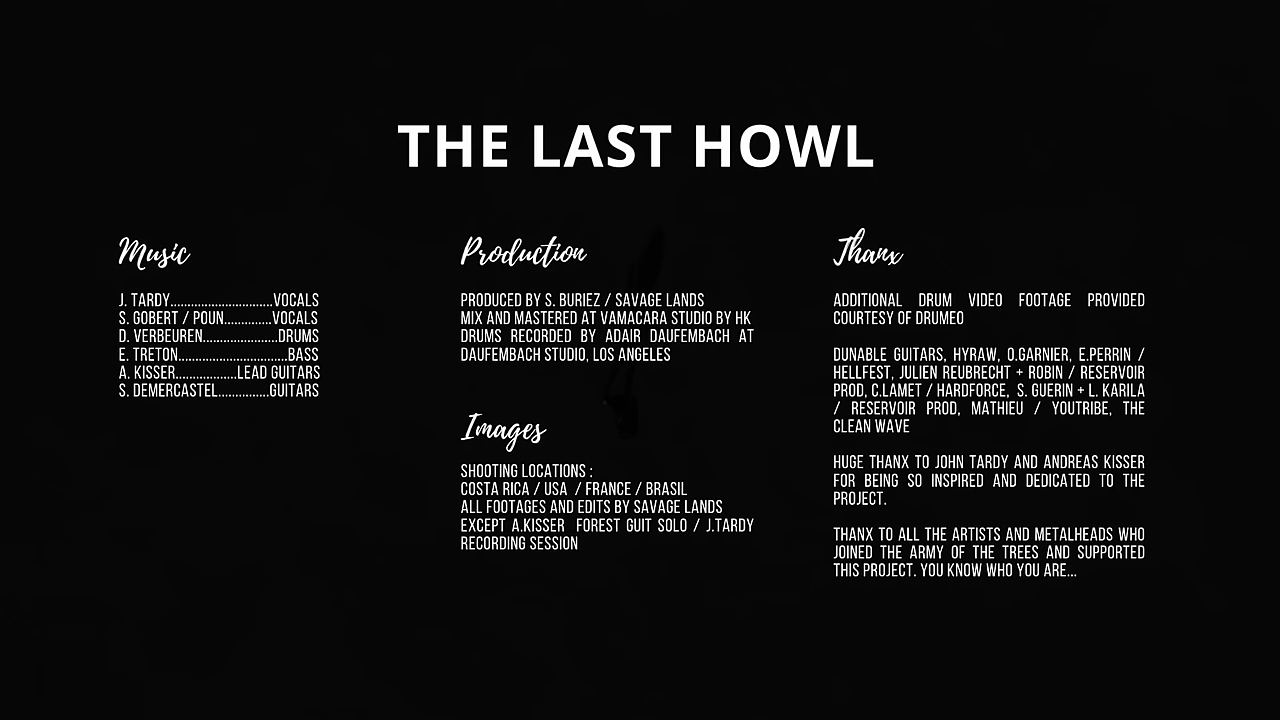 THE LAST HOWL
Music
J. TARDY..............................VOCALS
S. GOBERT / POUN..............VOCALS
D. VERBEUREN......................DRUMS
E. TRETON................................BASS
A. KISSER..................LEAD GUITARS
S. DEMERCASTEL...............GUITARS
Production
PRODUCED BY S. BURIEZ / SAVAGE LANDS
MIX AND MASTERED AT VAMACARA STUDIO BY HK
DRUMS RECORDED BY ADAIR DAUFEMBACH AT
DAUFEMBACH STUDIO, LOS ANGELES
Images
SHOOTING LOCATIONS :
COSTA RICA / USA / FRANCE / BRASIL
ALL FOOTAGES AND EDITS BY SAVAGE LANDS
EXCEPT A.KISSER FOREST GUIT SOLO / J.TARDY
RECORDING SESSION
Thanx
ADDITIONAL DRUM VIDEO FOOTAGE PROVIDED
COURTESY OF DRUMEO
DUNABLE GUITARS, HYRAW, O.GARNIER, E.PERRIN /
HELLFEST, JULIEN REUBRECHT + ROBIN / RESERVOIR
PROD, C.LAMET / HARDFORCE, S. GUERIN + L. KARILA
/ RESERVOIR PROD, MATHIEU / YOUTRIBE, THE
CLEAN WAVE
HUGE THANX TO JOHN TARDY AND ANDREAS KISSER
FOR BEING SO INSPIRED AND DEDICATED TO THE
PROJECT.
THANX TO ALL THE ARTISTS AND METALHEADS WHO
JOINED THE ARMY OF THE TREES AND SUPPORTED
THIS PROJECT. YOU KNOW WHO YOU ARE...